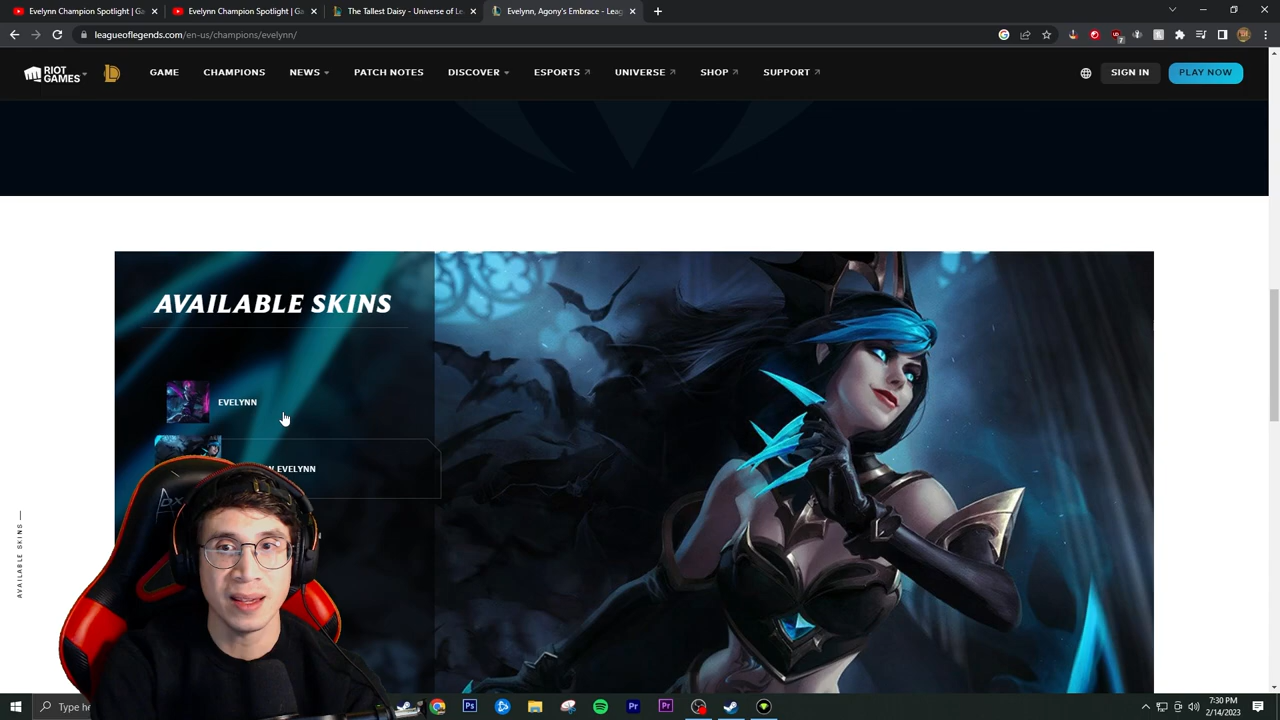 Evelynn Champion Spotlight | Ga
Evelynn Champion Spotlight | Ga
The Tallest Daisy - Universe of Le
Evelynn, Agony's Embrace - Leag
leagueoflegends.com/en-us/champions/evelynn/
RIOT GAMES
GAME
CHAMPIONS
NEWS
PATCH NOTES
DISCOVER
ESPORTS
UNIVERSE
SHOP
SUPPORT
SIGN IN
PLAY NOW
AVAILABLE SKINS
EVELYNN
EVELYNN
AVAILABLE SKINS
Type he
7:30 PM
2/14/2023